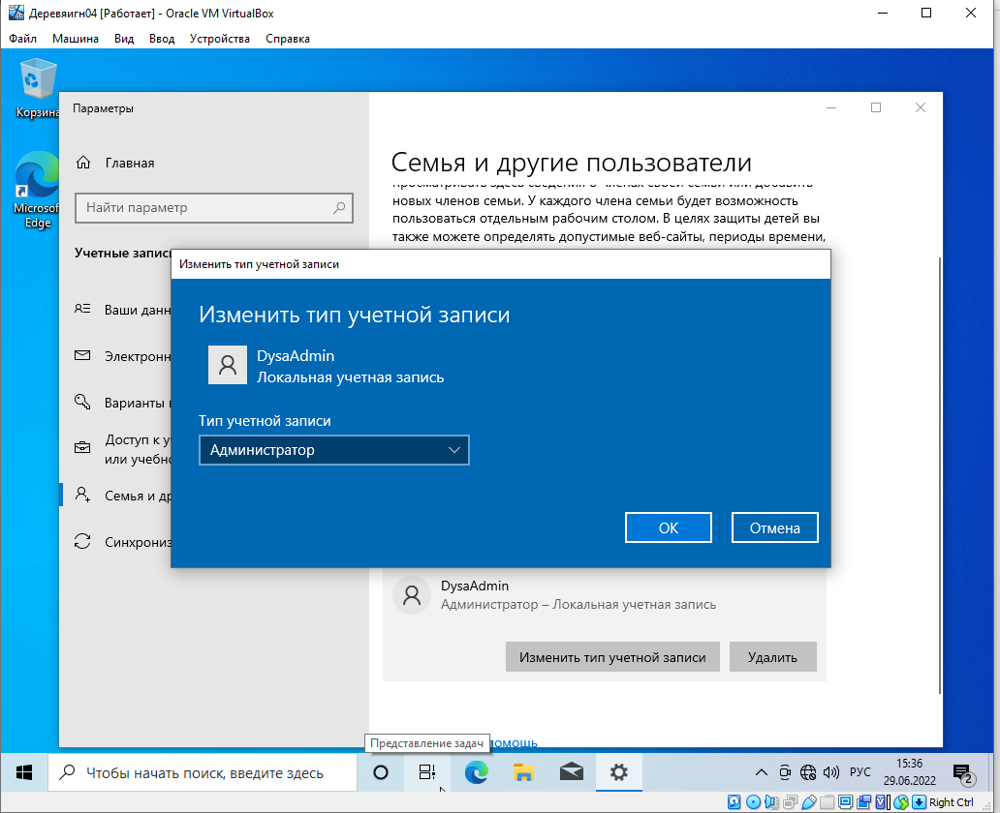 Деревяигн04 [Работает] - Oracle VM VirtualBox
Файл Машина Вид Ввод Устройства Справка
Корзина
Microsof
Edge
Параметры
Главная
Найти параметр
Учетные запис
Ваши данн
Электронн
Варианты в
Доступ к уч
или учебно
Семья и др
Синхрониз
Семья и другие пользователи
просматривать здесь сведения о членах своей семьи или добавить
новых членов семьи. У каждого члена семьи будет возможность
пользоваться отдельным рабочим столом. В целях защиты детей вы
также можете определять допустимые веб-сайты, периоды времени,
Изменить тип учетной записи
Изменить тип учетной записи
DysaAdmin
Локальная учетная запись
Тип учетной записи
Администратор
OK Отмена
DysaAdmin
Администратор – Локальная учетная запись
Изменить тип учетной записи Удалить
Представление задач
омощь
Чтобы начать поиск, введите здесь
РУС
15:36
29.06.2022
2
Right Ctrl